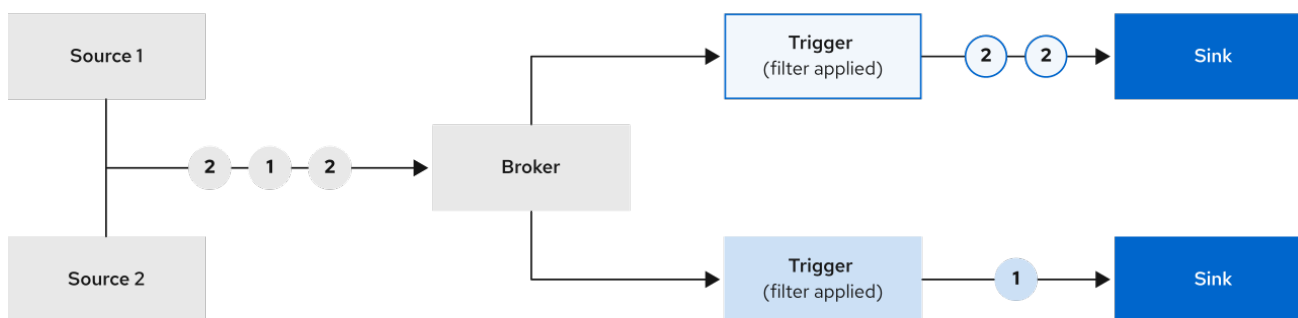 Source 1
Trigger
(filter applied)
2
2
Sink
2
1
2
Broker
Source 2
Trigger
(filter applied)
1
Sink